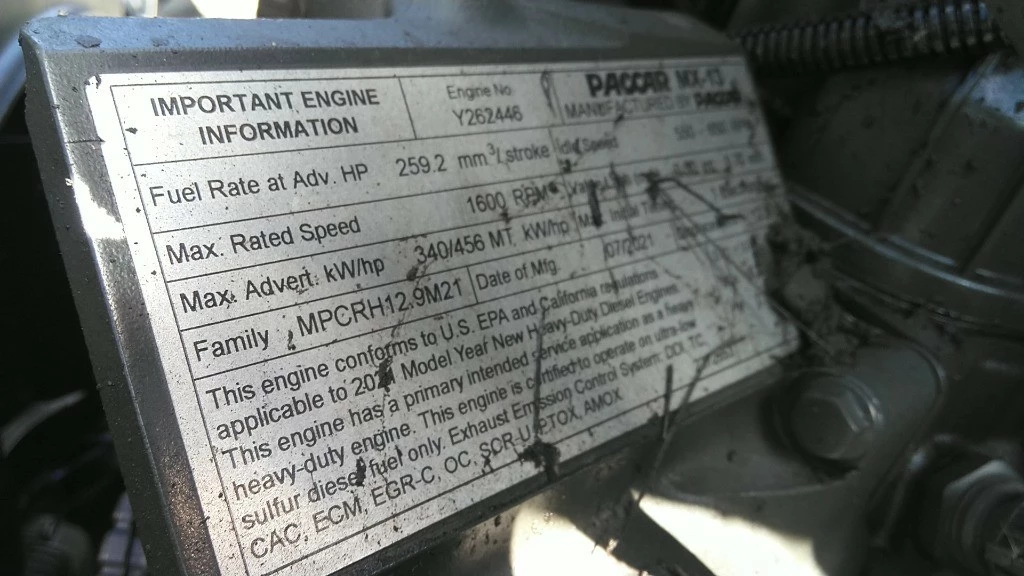 IMPORTANT ENGINE
INFORMATION
Engine No.
Y262446
PACCAR MX-13
MANUFACTURED BY PACCAR
Fuel Rate at Adv. HP 259.2 mm³/stroke Idle Speed
Max. Rated Speed 1600 RPM
Max. Advert. kW/hp 340/456 MT. kW/hp
Family MPCRH12.9M21 Date of Mfg. 07/2021
This engine conforms to U.S. EPA and California regulations
applicable to 2021 Model Year New Heavy-Duty Diesel Engines.
This engine has a primary intended service application as a heavy
heavy-duty engine. This engine is certified to operate on ultra-low
sulfur diesel fuel only. Exhaust Emission Control System: DDI, TC,
CAC, ECM, EGR-C, OC, SCR-U, PTOX, AMOX